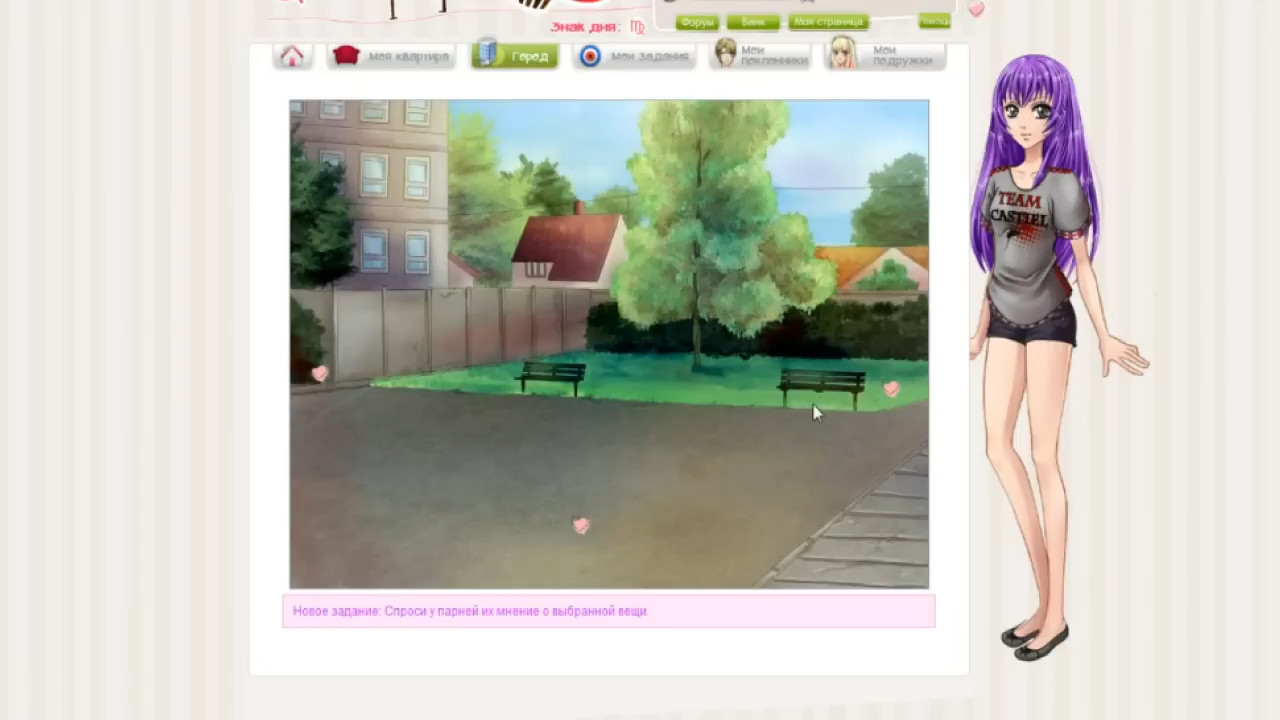 Знак дня:
Форум
Банк
Моя страница
Моя квартира
Город
Мои задания
Мои
поклонники
Мои
подружки
TEAM
CASTIEL
Новое задание: Спроси у парней их мнение о выбранной вещи.